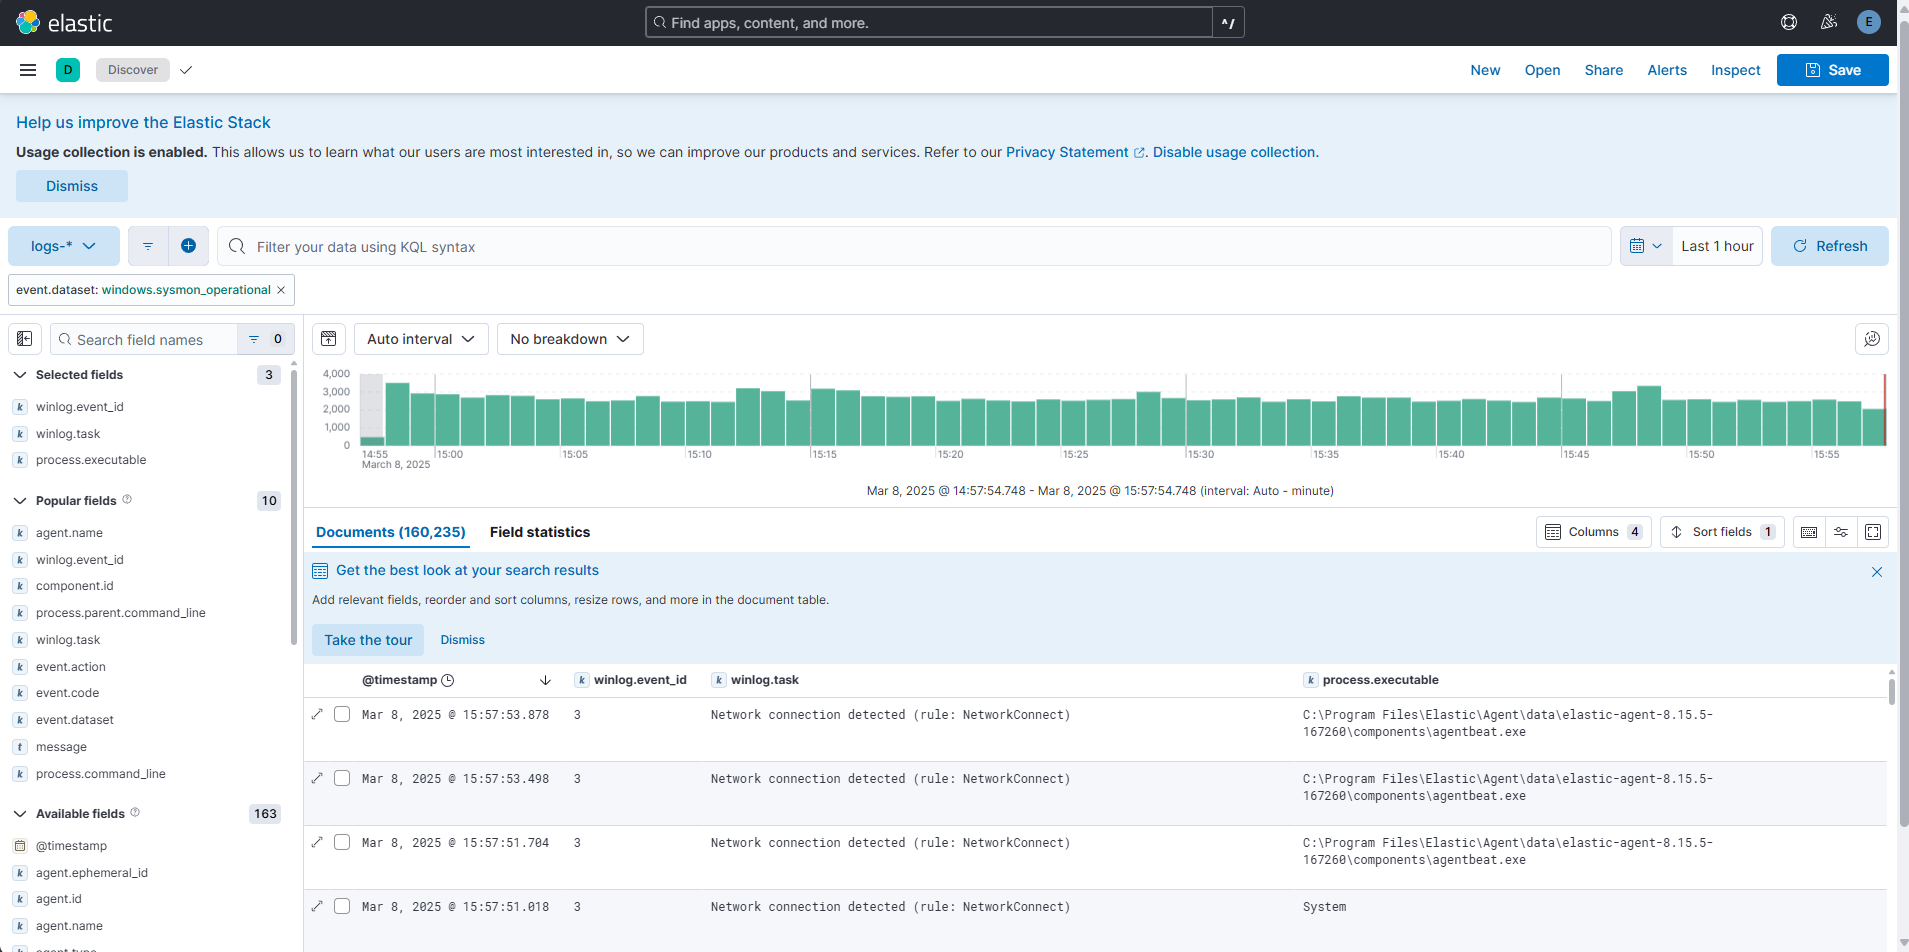 elastic
Find apps, content, and more.
^/
E
D
Discover
New
Open
Share
Alerts
Inspect
Save
Help us improve the Elastic Stack
Usage collection is enabled. This allows us to learn what our users are most interested in, so we can improve our products and services. Refer to our Privacy Statement. Disable usage collection.
Dismiss
logs-*
Filter your data using KQL syntax
Last 1 hour
Refresh
event.dataset: windows.sysmon_operational ×
Search field names
0
Selected fields
3
k winlog.event_id
k winlog.task
k process.executable
Popular fields
10
k agent.name
k winlog.event_id
k component.id
k process.parent.command_line
k winlog.task
k event.action
k event.code
k event.dataset
t message
k process.command_line
Available fields
163
@timestamp
k agent.ephemeral_id
k agent.id
k agent.name
agent.type
Auto interval
No breakdown
4,000
3,000
2,000
1,000
0
14:55
March 8, 2025
15:00
15:05
15:10
15:15
15:20
15:25
15:30
15:35
15:40
15:45
15:50
15:55
Mar 8, 2025 @ 14:57:54.748 - Mar 8, 2025 @ 15:57:54.748 (interval: Auto - minute)
Documents (160,235)
Field statistics
Columns 4
Sort fields 1
Get the best look at your search results
Add relevant fields, reorder and sort columns, resize rows, and more in the document table.
Take the tour
Dismiss
@timestamp
k winlog.event_id
k winlog.task
k process.executable
Mar 8, 2025 @ 15:57:53.878
3
Network connection detected (rule: NetworkConnect)
C:\Program Files\Elastic\Agent\data\elastic-agent-8.15.5-
167260\components\agentbeat.exe
Mar 8, 2025 @ 15:57:53.498
3
Network connection detected (rule: NetworkConnect)
C:\Program Files\Elastic\Agent\data\elastic-agent-8.15.5-
167260\components\agentbeat.exe
Mar 8, 2025 @ 15:57:51.704
3
Network connection detected (rule: NetworkConnect)
C:\Program Files\Elastic\Agent\data\elastic-agent-8.15.5-
167260\components\agentbeat.exe
Mar 8, 2025 @ 15:57:51.018
3
Network connection detected (rule: NetworkConnect)
System